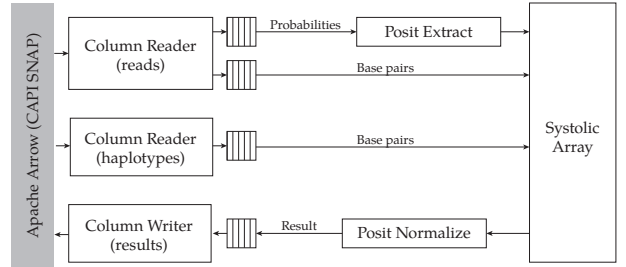 Apache Arrow (CAPI SNAP)
Column Reader
(reads)
Probabilities
Posit Extract
Base pairs
Column Reader
(haplotypes)
Base pairs
Systolic
Array
Column Writer
(results)
Result
Posit Normalize